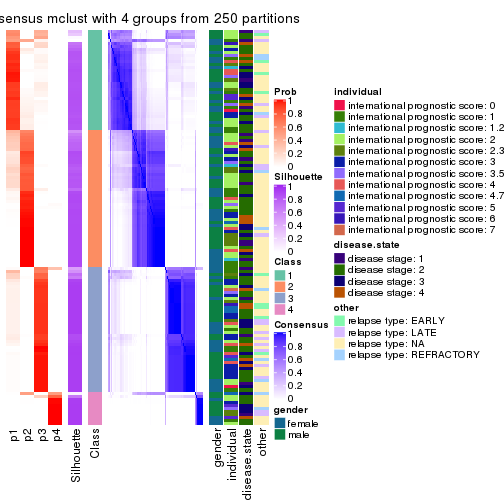 sensus mclust with 4 groups from 250 partitions
p1
p2
p3
p4
Silhouette
Class
gender
individual
disease.state
other
Prob
1
0.8
0.6
0.4
0.2
0
Silhouette
1
0.8
0.6
0.4
0.2
0
Class
1
2
3
4
Consensus
1
0.8
0.6
0.4
0.2
0
gender
female
male
individual
international prognostic score: 0
international prognostic score: 1
international prognostic score: 1.2
international prognostic score: 2
international prognostic score: 2.3
international prognostic score: 3
international prognostic score: 3.5
international prognostic score: 4
international prognostic score: 4.7
international prognostic score: 5
international prognostic score: 6
international prognostic score: 7
disease.state
disease stage: 1
disease stage: 2
disease stage: 3
disease stage: 4
other
relapse type: EARLY
relapse type: LATE
relapse type: NA
relapse type: REFRACTORY